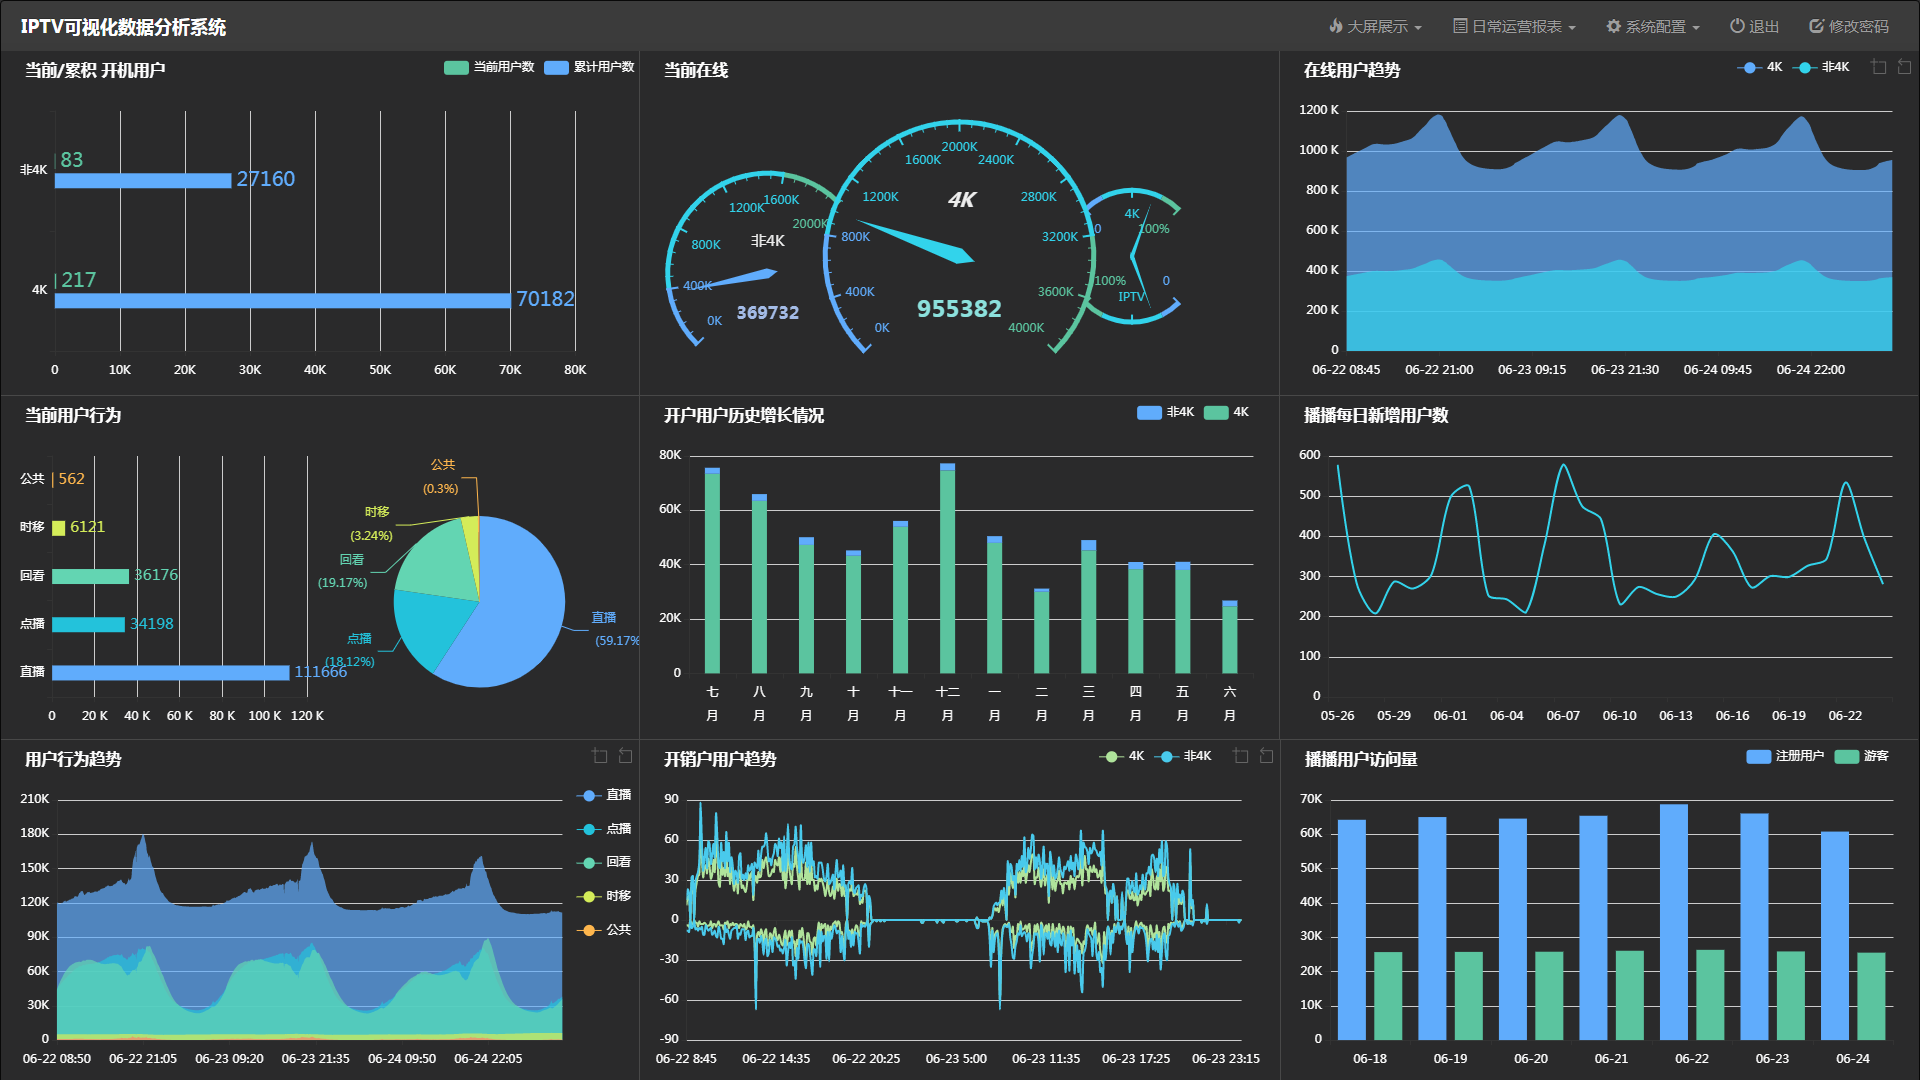 IPTV可视化数据分析系统
大屏展示 日常运营报表 系统配置 退出 修改密码
当前/累积 开机用户
当前用户数 累计用户数
非4K 83
27160
4K 217
70182
0 10K 20K 30K 40K 50K 60K 70K 80K
当前在线
非4K
0K 400K 800K 1200K 1600K 2000K
369732
4K
0K 400K 800K 1200K 1600K 2000K 2400K 2800K 3200K 3600K 4000K
955382
4K
0 100%
100% 0
IPTV
在线用户趋势
4K 非4K
1200 K
1000 K
800 K
600 K
400 K
200 K
0
06-22 08:45 06-22 21:00 06-23 09:15 06-23 21:30 06-24 09:45 06-24 22:00
当前用户行为
公共 562
时移 6121
回看 36176
点播 34198
直播 111666
0 20 K 40 K 60 K 80 K 100 K 120 K
公共
(0.3%)
时移
(3.24%)
回看
(19.17%)
点播
(18.12%)
直播
(59.17%
开户用户历史增长情况
非4K 4K
80K
60K
40K
20K
0
七 八 九 十 十一 十二 一 二 三 四 五 六
月 月 月 月 月 月 月 月 月 月 月 月
播播每日新增用户数
600
500
400
300
200
100
0
05-26 05-29 06-01 06-04 06-07 06-10 06-13 06-16 06-19 06-22
用户行为趋势
直播
点播
回看
时移
公共
210K
180K
150K
120K
90K
60K
30K
0
06-22 08:50 06-22 21:05 06-23 09:20 06-23 21:35 06-24 09:50 06-24 22:05
开销户用户趋势
4K 非4K
90
60
30
0
-30
-60
-90
06-22 8:45 06-22 14:35 06-22 20:25 06-23 5:00 06-23 11:35 06-23 17:25 06-23 23:15
播播用户访问量
注册用户 游客
70K
60K
50K
40K
30K
20K
10K
0
06-18 06-19 06-20 06-21 06-22 06-23 06-24